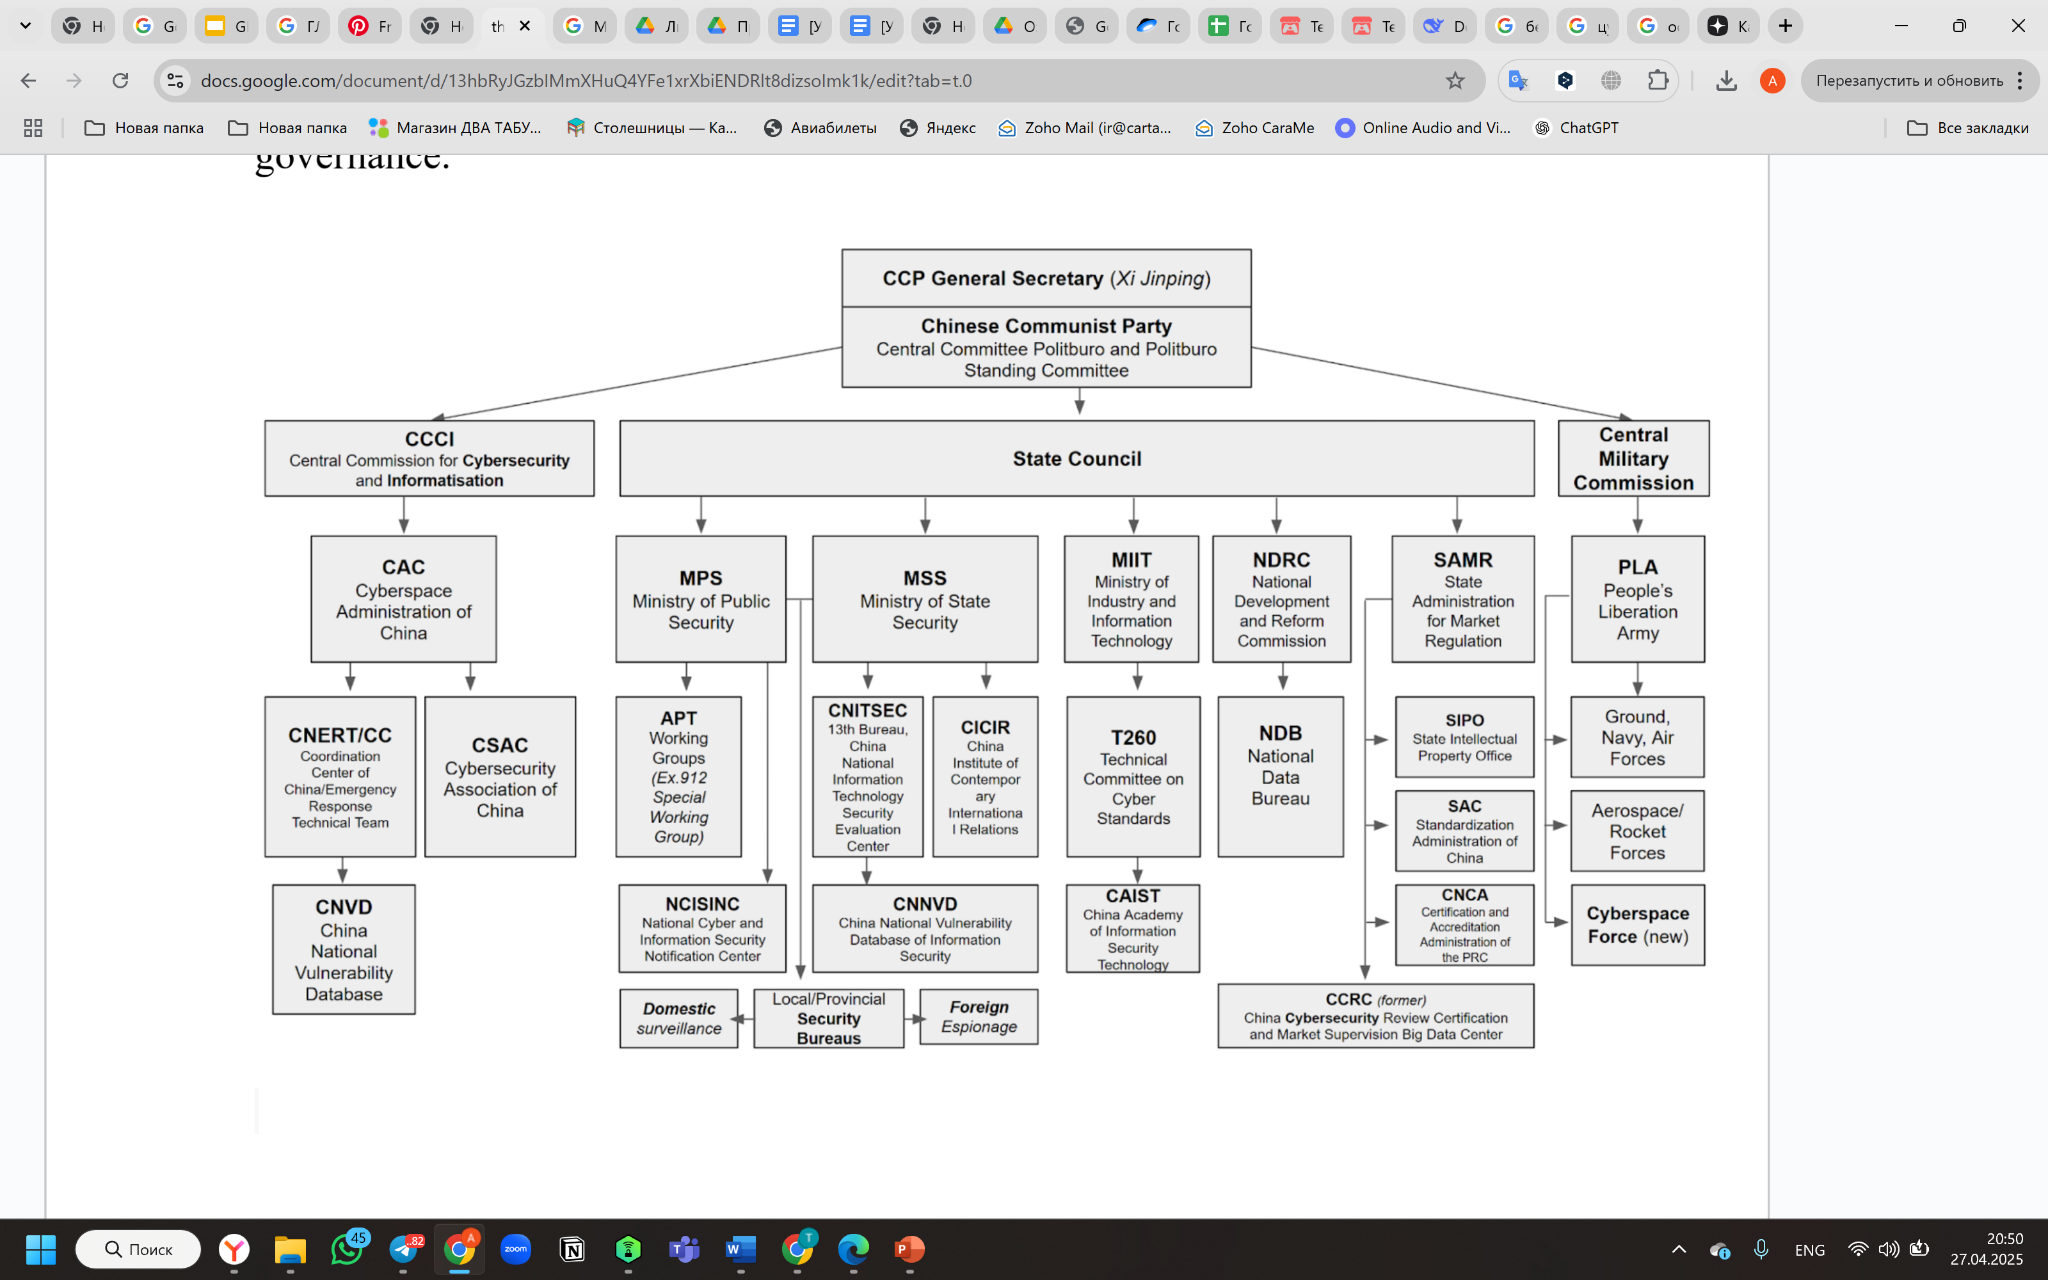 Н
G
G
ГЛ
Fr
Н
th
М
Л
П
[У
[У
Н
О
G
Гс
Гс
Те
Те
D
б
ц
о
К
docs.google.com/document/d/13hbRyJGzblMmXHuQ4YFe1xrXbiENDRlt8dizsolmk1k/edit?tab=t.0
A
Перезапустить и обновить
Новая папка
Новая папка
Магазин ДВА ТАБУ...
Столешницы — Ка...
Авиабилеты
Яндекс
Zoho Mail (ir@carta...
Zoho CaraMe
Online Audio and Vi...
ChatGPT
Все закладки
governance.
CCP General Secretary (Xi Jinping)
Chinese Communist Party
Central Committee Politburo and Politburo
Standing Committee
CCCI
Central Commission for Cybersecurity
and Informatisation
State Council
Central
Military
Commission
CAC
Cyberspace
Administration of
China
MPS
Ministry of Public
Security
MSS
Ministry of State
Security
MIIT
Ministry of
Industry and
Information
Technology
NDRC
National
Development
and Reform
Commission
SAMR
State
Administration
for Market
Regulation
PLA
People's
Liberation
Army
CNERT/CC
Coordination
Center of
China/Emergency
Response
Technical Team
CSAC
Cybersecurity
Association of
China
APT
Working
Groups
(Ex.912
Special
Working
Group)
CNITSEC
13th Bureau,
China
National
Information
Technology
Security
Evaluation
Center
CICIR
China
Institute of
Contempor
ary
Internationa
l Relations
T260
Technical
Committee on
Cyber
Standards
NDB
National
Data
Bureau
SIPO
State Intellectual
Property Office
Ground,
Navy, Air
Forces
SAC
Standardization
Administration of
China
Aerospace/
Rocket
Forces
CNVD
China
National
Vulnerability
Database
NCISINC
National Cyber and
Information Security
Notification Center
CNNVD
China National Vulnerability
Database of Information
Security
CAIST
China Academy
of Information
Security
Technology
CNCA
Certification and
Accreditation
Administration of
the PRC
Cyberspace
Force (new)
Domestic
surveillance
Local/Provincial
Security
Bureaus
Foreign
Espionage
CCRC (former)
China Cybersecurity Review Certification
and Market Supervision Big Data Center
Поиск
45
.82
A
zoom
T
ENG
20:50
27.04.2025